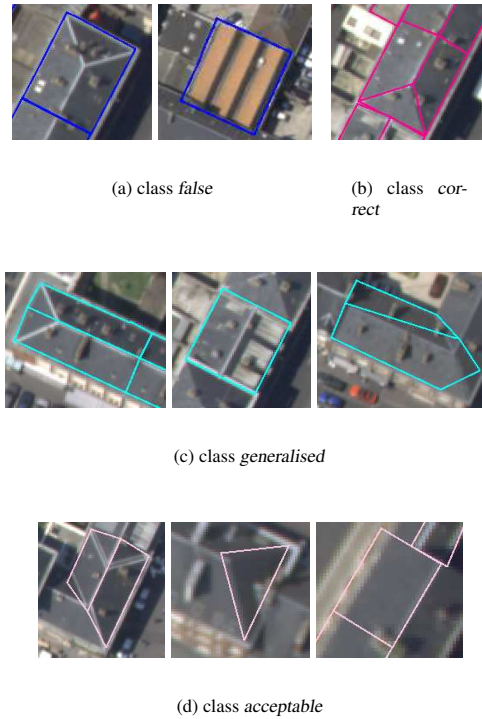 (a) class false
(b) class cor-
rect
(c) class generalised
(d) class acceptable